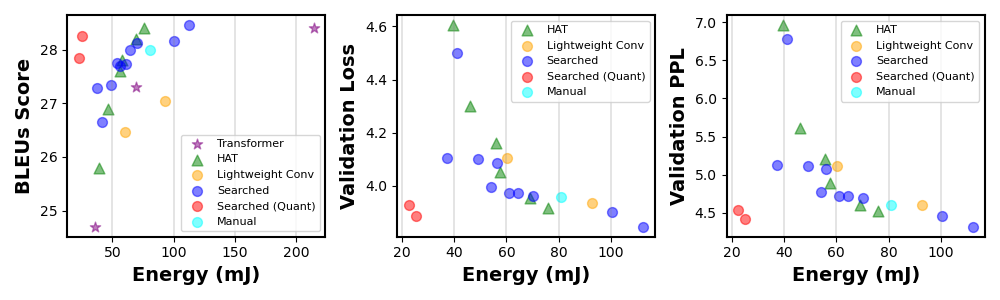 BLEUs Score
28
27
26
25
50
100
150
200
Energy (mJ)
Transformer
HAT
Lightweight Conv
Searched
Searched (Quant)
Manual
Validation Loss
4.6
4.4
4.2
4.0
20
40
60
80
100
Energy (mJ)
HAT
Lightweight Conv
Searched
Searched (Quant)
Manual
Validation PPL
7.0
6.5
6.0
5.5
5.0
4.5
20
40
60
80
100
Energy (mJ)
HAT
Lightweight Conv
Searched
Searched (Quant)
Manual